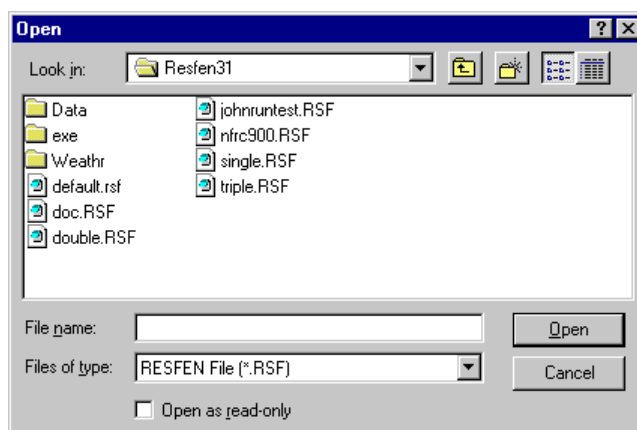 Open
Look in: Resfen31
Data
exe
Weathr
default.rsf
doc.RSF
double.RSF
johnruntest.RSF
nfrc900.RSF
single.RSF
triple.RSF
File name: Open
Files of type: RESFEN File (*.RSF) Cancel
Open as read-only